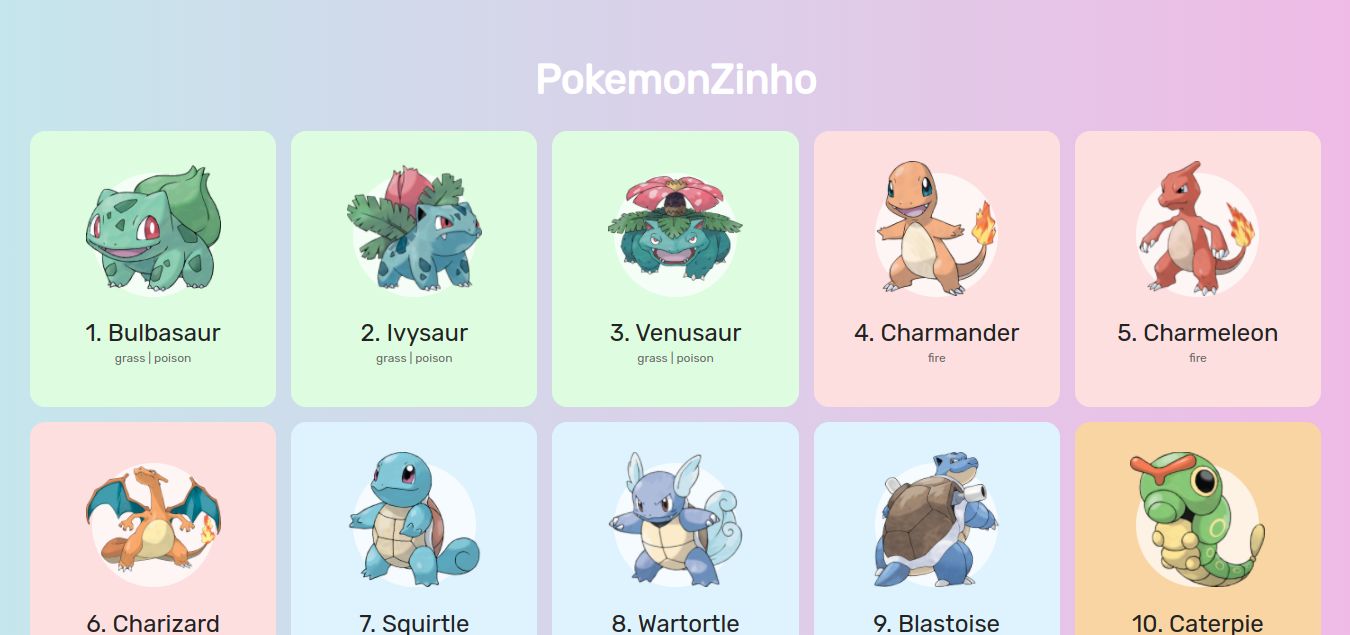 PokemonZinho
1. Bulbasaur
grass | poison
2. Ivysaur
grass | poison
3. Venusaur
grass | poison
4. Charmander
fire
5. Charmeleon
fire
6. Charizard
7. Squirtle
8. Wartortle
9. Blastoise
10. Caterpie